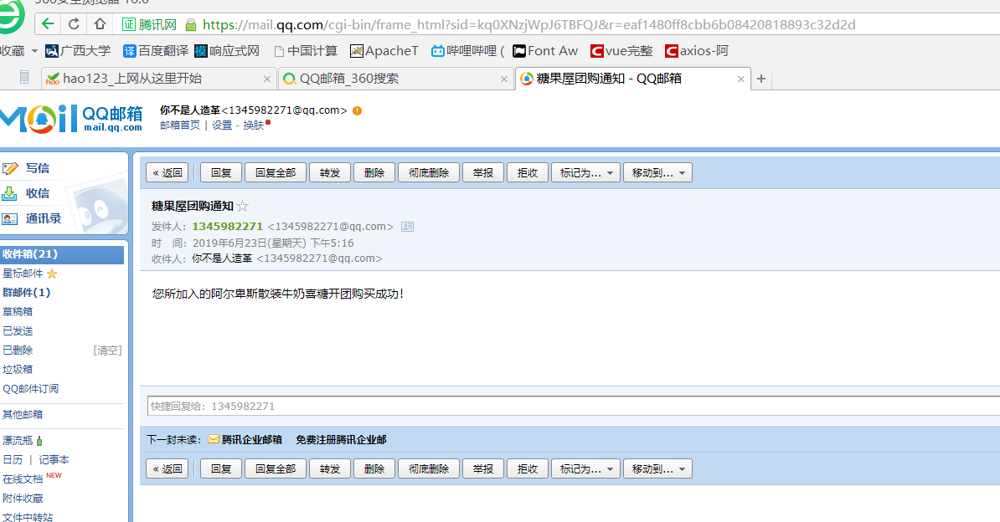 360安全浏览器 10.0
证 腾讯网 https://mail.qq.com/cgi-bin/frame_html?sid=kq0XNzjWpJ6TBFQJ&r=eaf1480ff8cbb6b08420818893c32d2d
收藏 广西大学 译 百度翻译 模 响应式网 中国计算 ApacheT 哔哩哔哩 ( Font Aw vue完整 axios-阿
hao123_上网从这里开始 QQ邮箱_360搜索 糖果屋团购通知 - QQ邮箱
Mail QQ邮箱 mail.qq.com
你不是人造革<1345982271@qq.com>
邮箱首页 | 设置 - 换肤
写信
收信
通讯录
收件箱(21)
星标邮件
群邮件(1)
草稿箱
已发送
已删除 [清空]
垃圾箱
QQ邮件订阅
其他邮箱
漂流瓶
日历 | 记事本
在线文档 NEW
附件收藏
文件中转站
« 返回 回复 回复全部 转发 删除 彻底删除 举报 拒收 标记为... 移动到...
糖果屋团购通知
发件人：1345982271 <1345982271@qq.com>
时 间：2019年6月23日(星期天) 下午5:16
收件人：你不是人造革 <1345982271@qq.com>
您所加入的阿尔卑斯散装牛奶喜糖开团购买成功！
快捷回复给：1345982271
下一封未读： 腾讯企业邮箱 免费注册腾讯企业邮
« 返回 回复 回复全部 转发 删除 彻底删除 举报 拒收 标记为... 移动到...